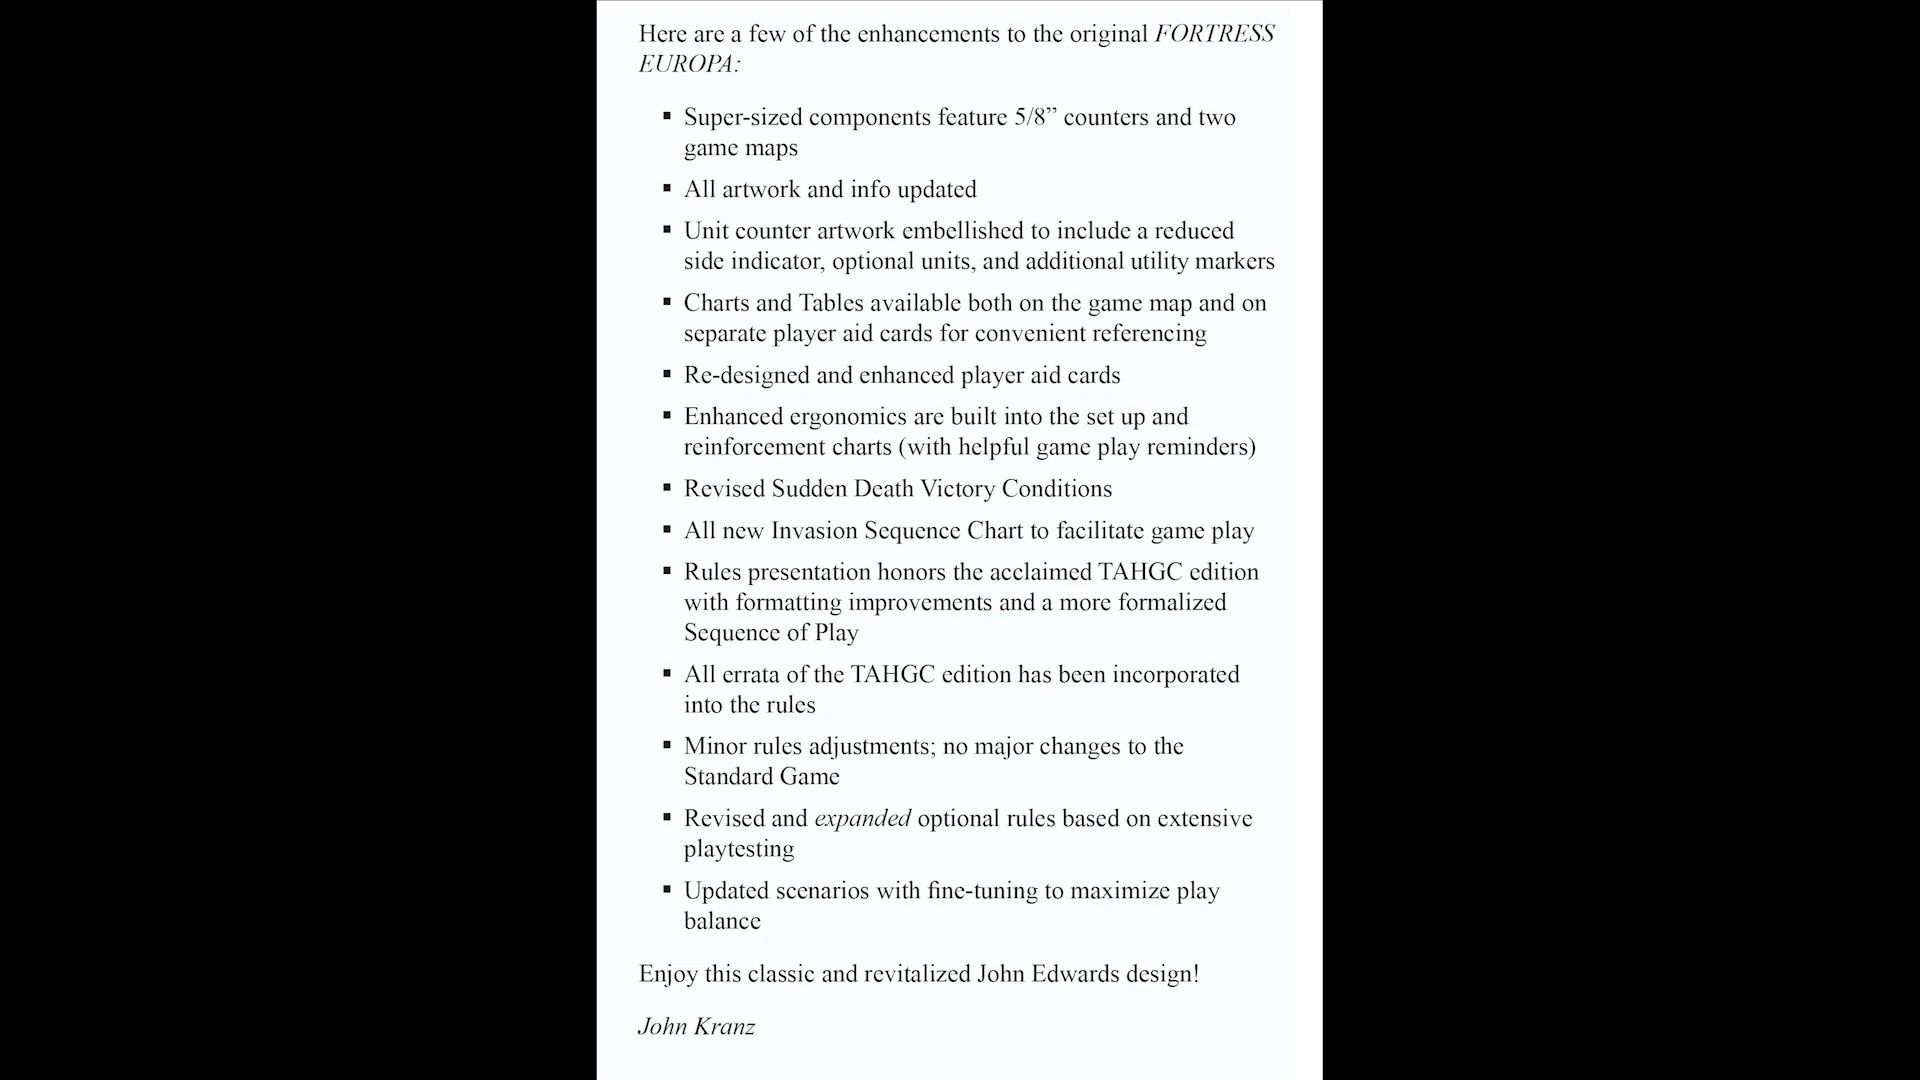 Here are a few of the enhancements to the original FORTRESS
EUROPA:
▪ Super-sized components feature 5/8” counters and two
game maps
▪ All artwork and info updated
▪ Unit counter artwork embellished to include a reduced
side indicator, optional units, and additional utility markers
▪ Charts and Tables available both on the game map and on
separate player aid cards for convenient referencing
▪ Re-designed and enhanced player aid cards
▪ Enhanced ergonomics are built into the set up and
reinforcement charts (with helpful game play reminders)
▪ Revised Sudden Death Victory Conditions
▪ All new Invasion Sequence Chart to facilitate game play
▪ Rules presentation honors the acclaimed TAHGC edition
with formatting improvements and a more formalized
Sequence of Play
▪ All errata of the TAHGC edition has been incorporated
into the rules
▪ Minor rules adjustments; no major changes to the
Standard Game
▪ Revised and expanded optional rules based on extensive
playtesting
▪ Updated scenarios with fine-tuning to maximize play
balance
Enjoy this classic and revitalized John Edwards design!
John Kranz